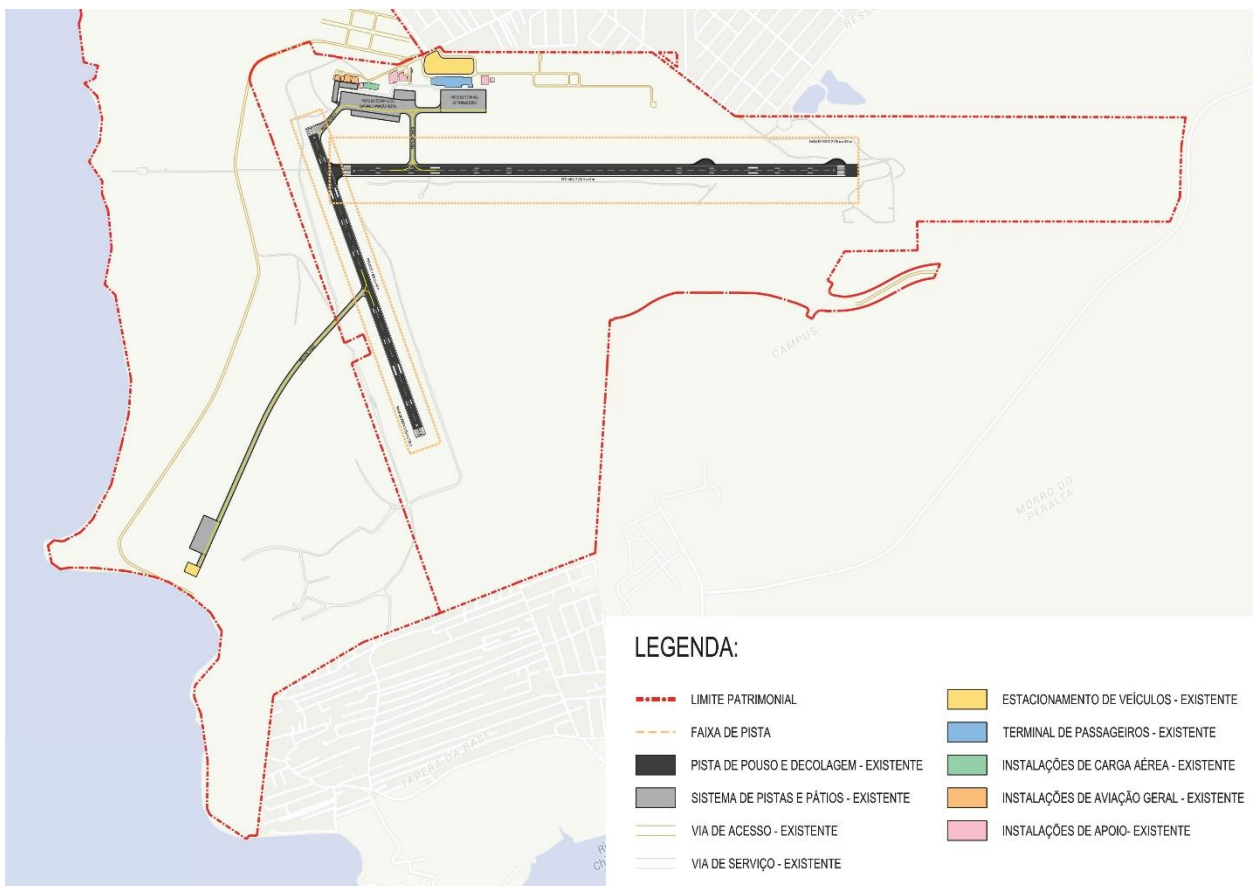 RESSA
CAMPUS
MORRO DO
PERALTA
TAPERA DA BASE
LEGENDA:
LIMITE PATRIMONIAL
FAIXA DE PISTA
PISTA DE POUSO E DECOLAGEM - EXISTENTE
SISTEMA DE PISTAS E PÁTIOS - EXISTENTE
VIA DE ACESSO - EXISTENTE
VIA DE SERVIÇO - EXISTENTE
ESTACIONAMENTO DE VEÍCULOS - EXISTENTE
TERMINAL DE PASSAGEIROS - EXISTENTE
INSTALAÇÕES DE CARGA AÉREA - EXISTENTE
INSTALAÇÕES DE AVIAÇÃO GERAL - EXISTENTE
INSTALAÇÕES DE APOIO- EXISTENTE